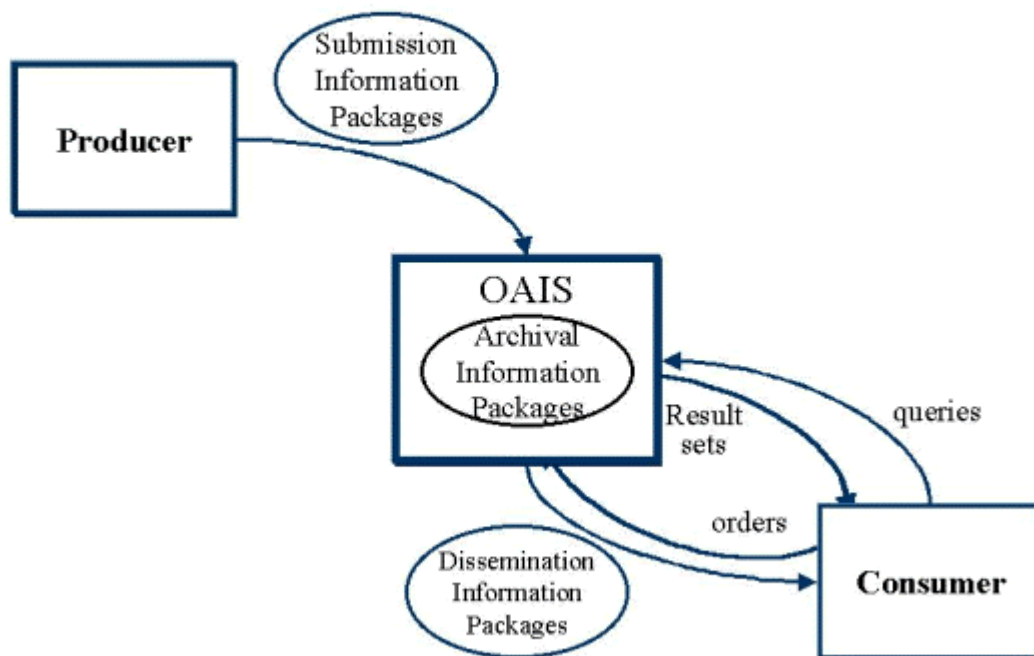 Submission
Information
Packages
Producer
OAIS
Archival
Information
Packages
Result
sets
queries
orders
Dissemination
Information
Packages
Consumer